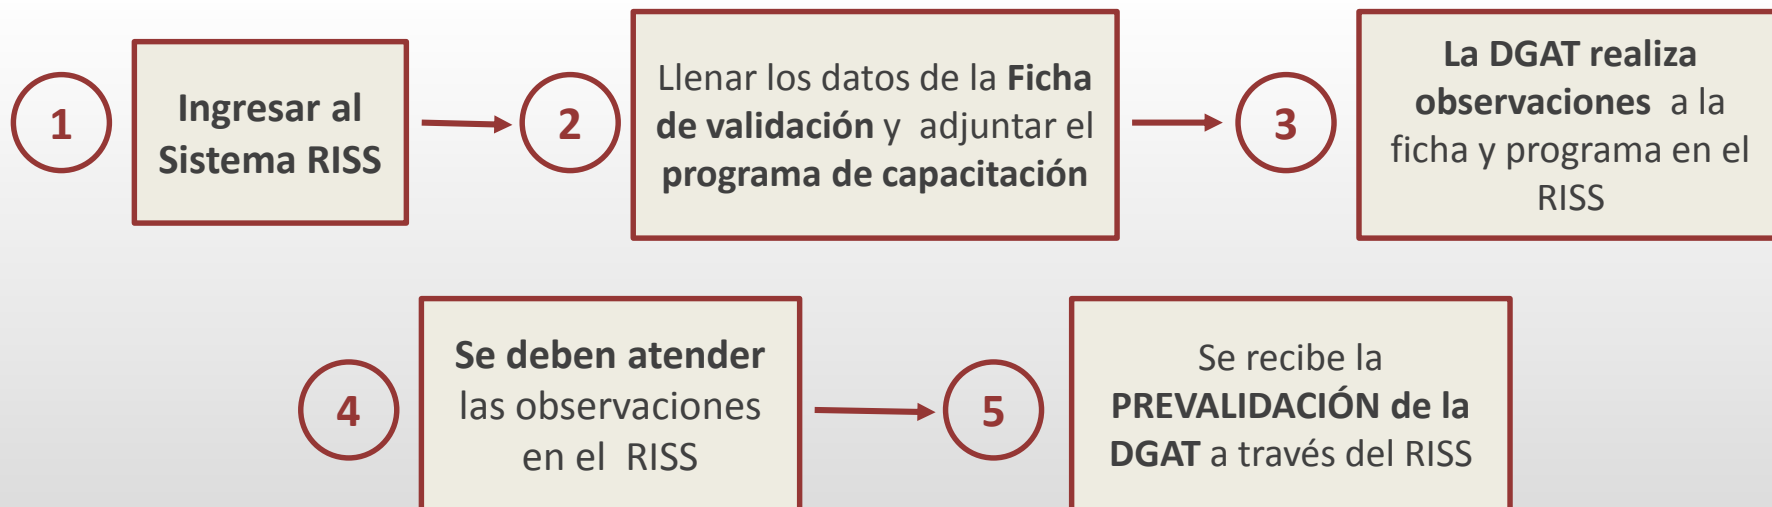 1
Ingresar al
Sistema RISS
2
Llenar los datos de la Ficha
de validación y adjuntar el
programa de capacitación
3
La DGAT realiza
observaciones a la
ficha y programa en el
RISS
4
Se deben atender
las observaciones
en el RISS
5
Se recibe la
PREVALIDACIÓN de la
DGAT a través del RISS